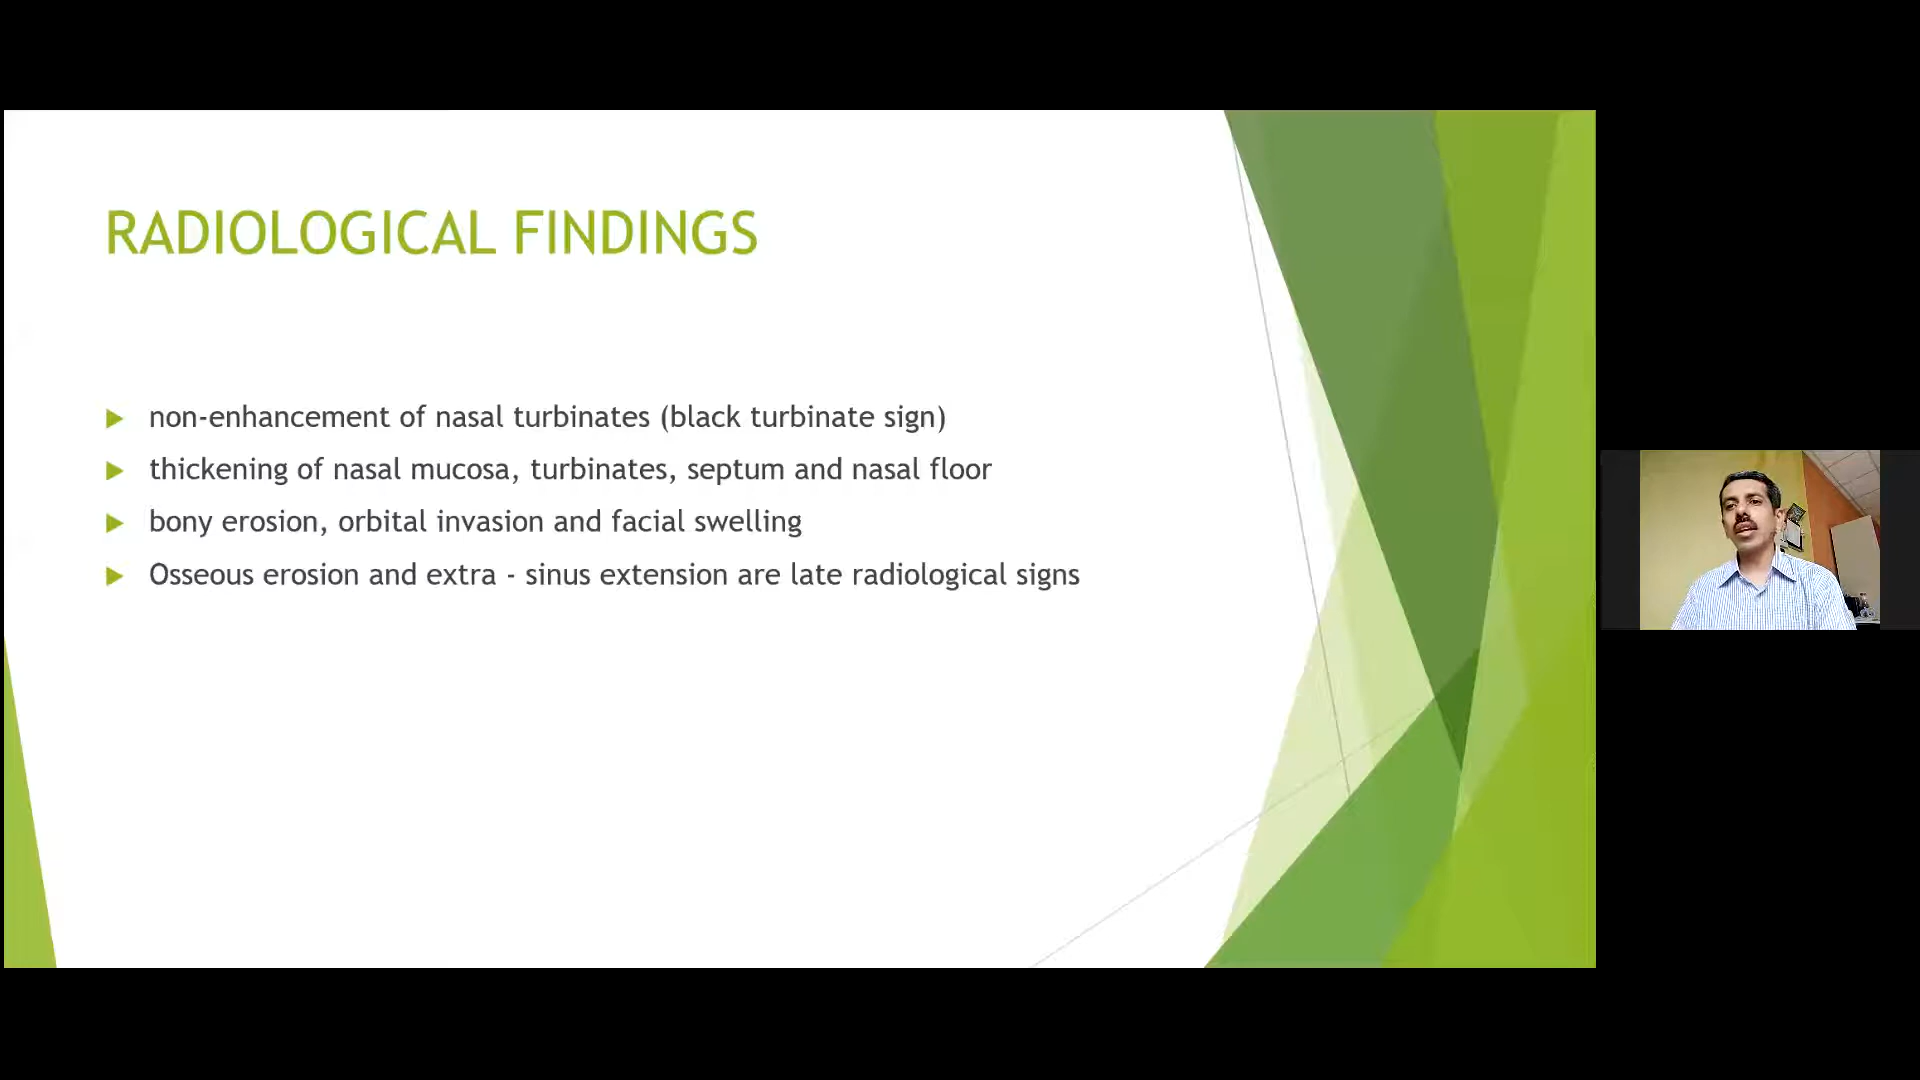 RADIOLOGICAL FINDINGS
non-enhancement of nasal turbinates (black turbinate sign)
thickening of nasal mucosa, turbinates, septum and nasal floor
bony erosion, orbital invasion and facial swelling
Osseous erosion and extra - sinus extension are late radiological signs